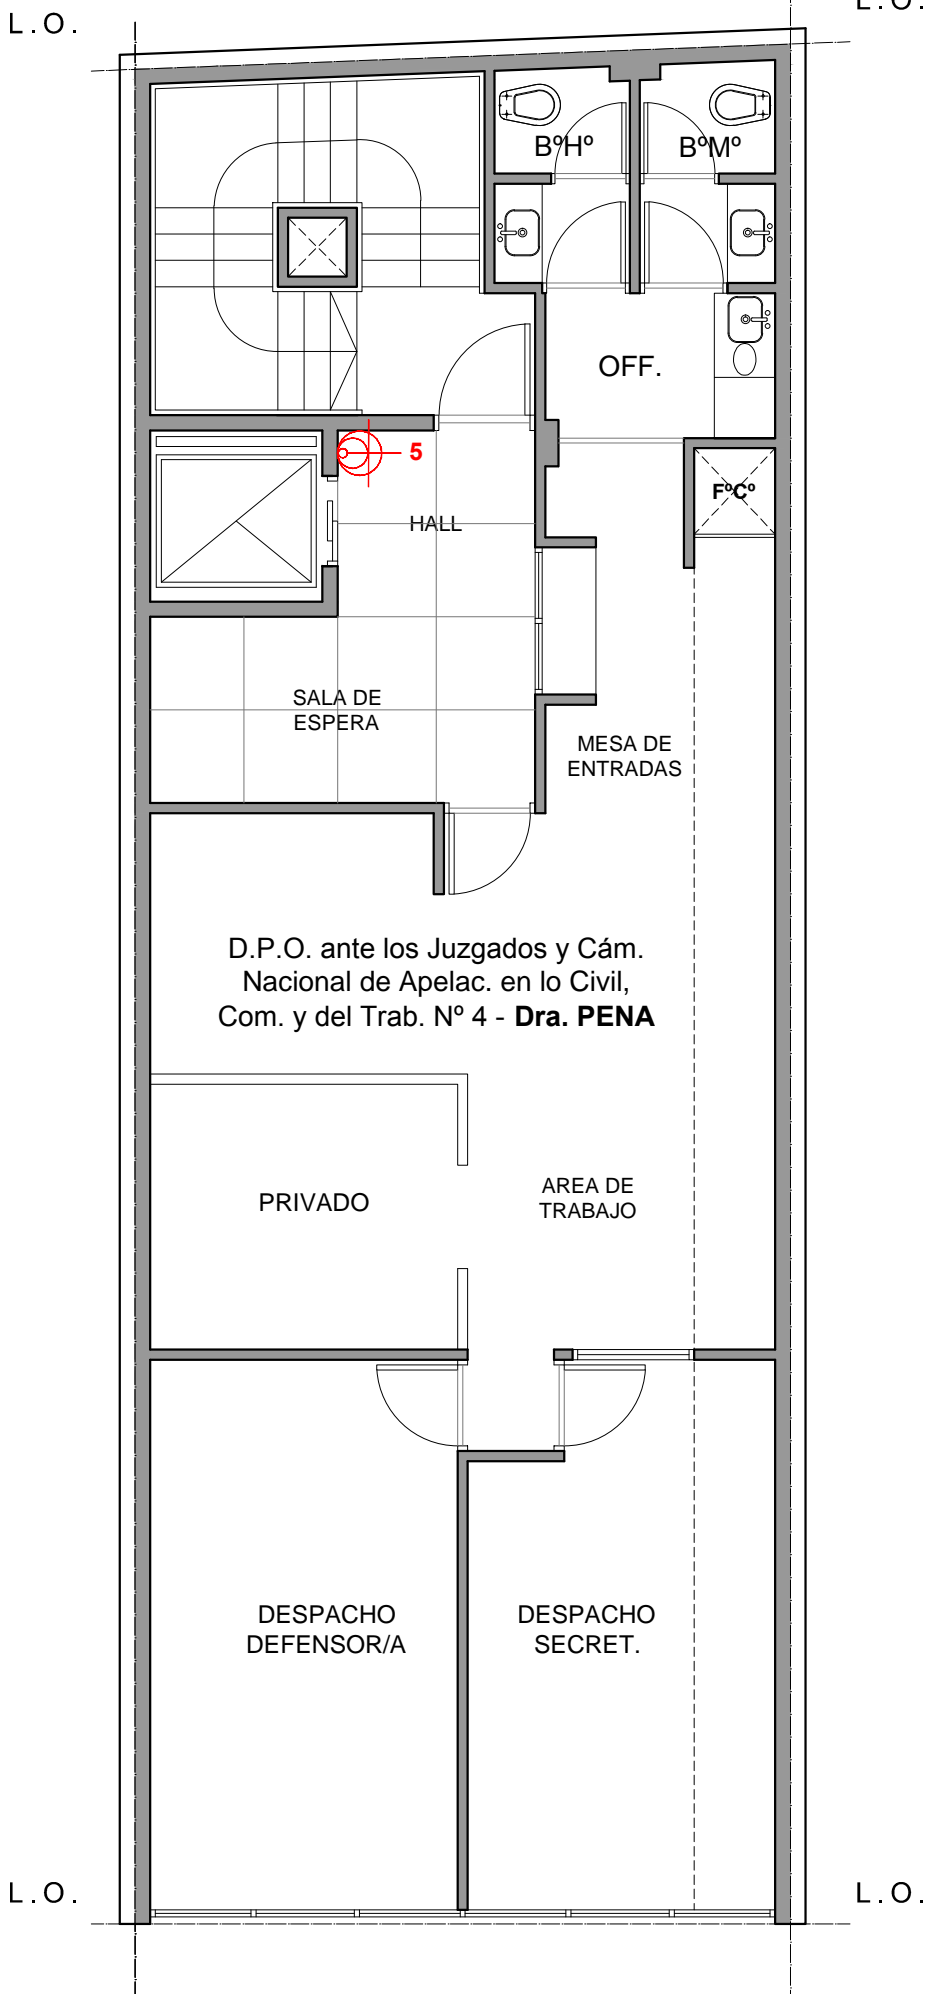 L.O.
L.O.
BºHº
BºMº
OFF.
5
FºCº
HALL
SALA DE
ESPERA
MESA DE
ENTRADAS
D.P.O. ante los Juzgados y Cám.
Nacional de Apelac. en lo Civil,
Com. y del Trab. Nº 4 - Dra. PENA
PRIVADO
AREA DE
TRABAJO
DESPACHO
DEFENSOR/A
DESPACHO
SECRET.
L.O.
L.O.